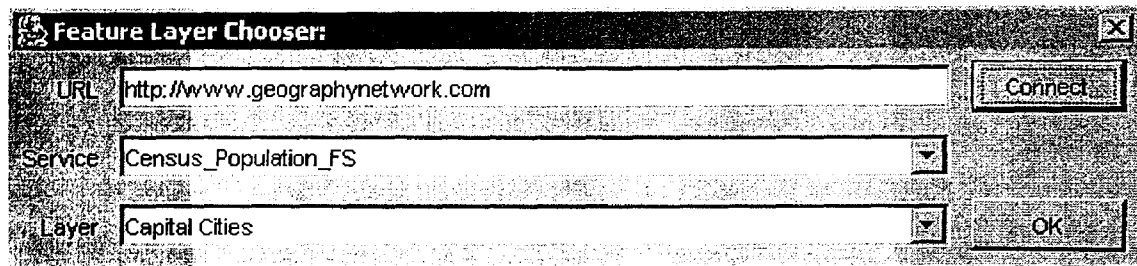 Feature Layer Chooser:
URL http://www.geographynetwork.com Connect
Service Census_Population_FS
Layer Capital Cities OK